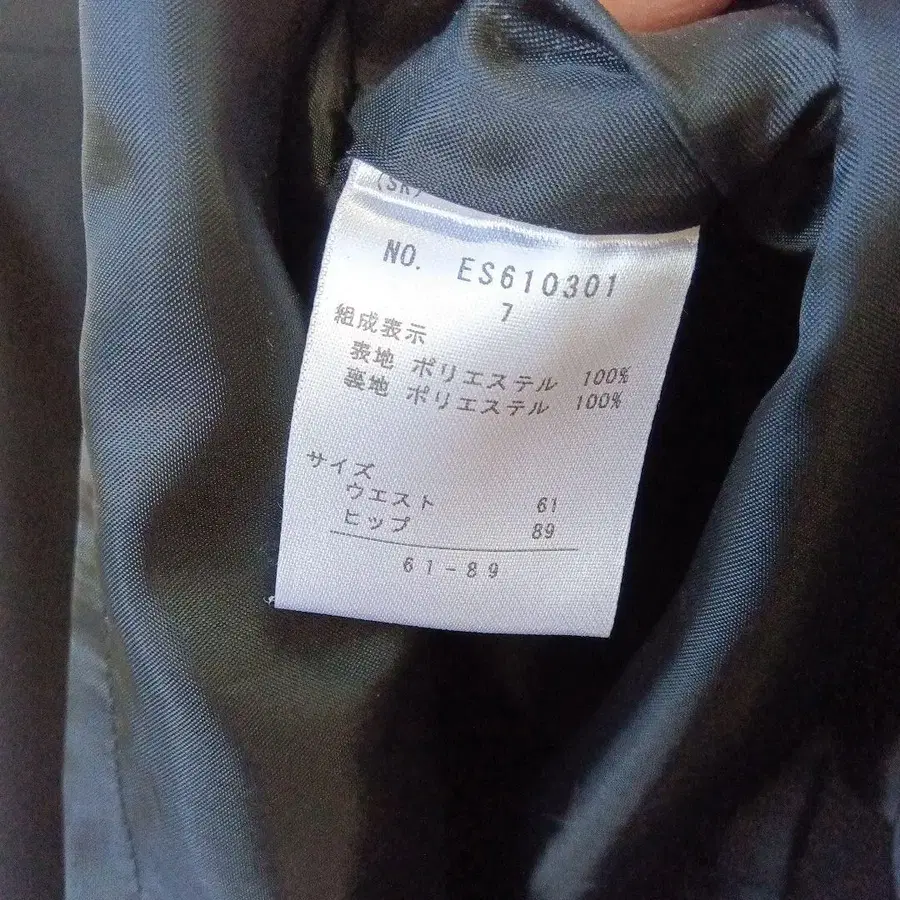 (SK)
NO. ES610301
7
組成表示
表地 ポリエステル 100%
裏地 ポリエステル 100%
サイズ
ウエスト 61
ヒップ 89
61-89